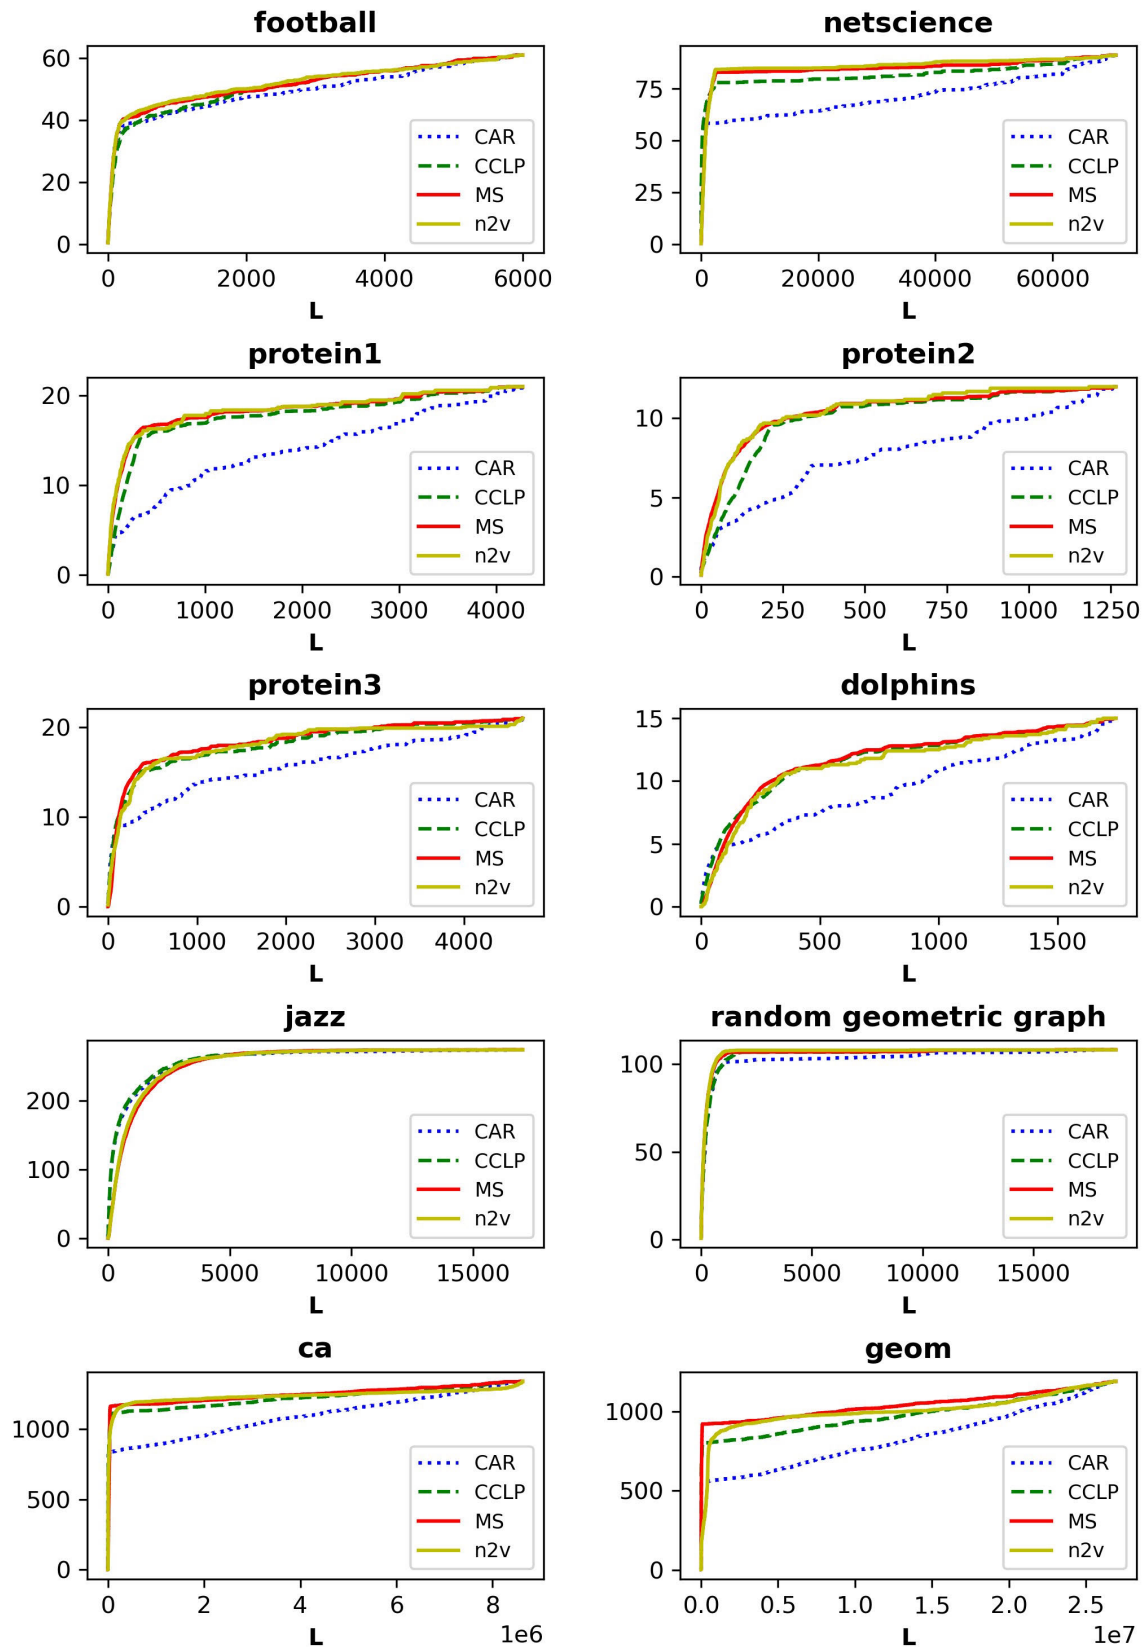 football
60
40
20
0
0 2000 4000 6000
L
CAR
CCLP
MS
n2v
netscience
75
50
25
0
0 20000 40000 60000
L
CAR
CCLP
MS
n2v
protein1
20
10
0
0 1000 2000 3000 4000
L
CAR
CCLP
MS
n2v
protein2
10
5
0
0 250 500 750 1000 1250
L
CAR
CCLP
MS
n2v
protein3
20
10
0
0 1000 2000 3000 4000
L
CAR
CCLP
MS
n2v
dolphins
15
10
5
0
0 500 1000 1500
L
CAR
CCLP
MS
n2v
jazz
200
100
0
0 5000 10000 15000
L
CAR
CCLP
MS
n2v
random geometric graph
100
50
0
0 5000 10000 15000
L
CAR
CCLP
MS
n2v
ca
1000
500
0
0 2 4 6 8
L
1e6
CAR
CCLP
MS
n2v
geom
1000
500
0
0.0 0.5 1.0 1.5 2.0 2.5
L
1e7
CAR
CCLP
MS
n2v